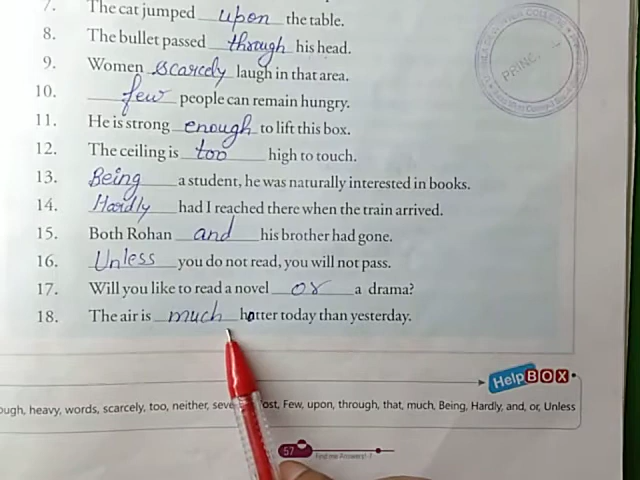 7. The cat jumped upon the table.
8. The bullet passed through his head.
9. Women scarcely laugh in that area.
10. few people can remain hungry.
11. He is strong enough to lift this box.
12. The ceiling is too high to touch.
13. Being a student, he was naturally interested in books.
14. Hardly had I reached there when the train arrived.
15. Both Rohan and his brother had gone.
16. Unless you do not read, you will not pass.
17. Will you like to read a novel or a drama?
18. The air is much hotter today than yesterday.
Help BOX
ough, heavy, words, scarcely, too, neither, seve ost, Few, upon, through, that, much, Being, Hardly, and, or, Unless
57
Find me Answers!-7
PRINC